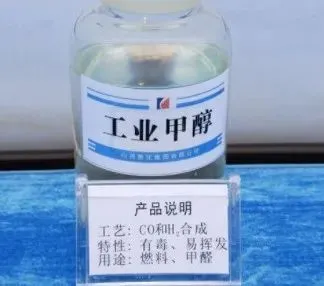 工业甲醇
产品说明
工艺: CO和H₂合成
特性: 有毒、易挥发
用途: 燃料、甲醛